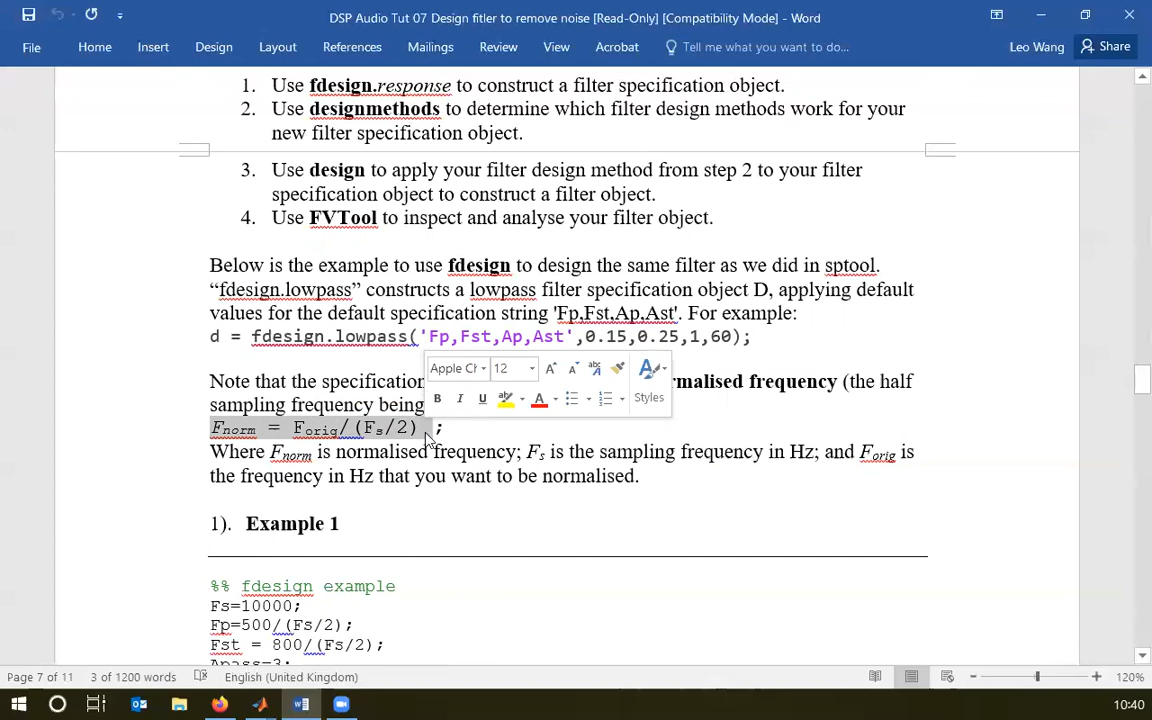 DSP Audio Tut 07 Design fitler to remove noise [Read-Only] [Compatibility Mode] - Word
File Home Insert Design Layout References Mailings Review View Acrobat Tell me what you want to do... Leo Wang Share
1. Use fdesign.response to construct a filter specification object.
2. Use designmethods to determine which filter design methods work for your
new filter specification object.
3. Use design to apply your filter design method from step 2 to your filter
specification object to construct a filter object.
4. Use FVTool to inspect and analyse your filter object.
Below is the example to use fdesign to design the same filter as we did in sptool.
“fdesign.lowpass” constructs a lowpass filter specification object D, applying default
values for the default specification string 'Fp,Fst,Ap,Ast'. For example:
d = fdesign.lowpass('Fp,Fst,Ap,Ast',0.15,0.25,1,60);
Apple Ch 12
Styles
Note that the specification rmalised frequency (the half
sampling frequency being
Fnorm = Forig/(Fs/2) ;
Where Fnorm is normalised frequency; Fs is the sampling frequency in Hz; and Forig is
the frequency in Hz that you want to be normalised.
1). Example 1
%% fdesign example
Fs=10000;
Fp=500/(Fs/2);
Fst = 800/(Fs/2);
Apass=3;
Page 7 of 11 3 of 1200 words English (United Kingdom) 120%
10:40